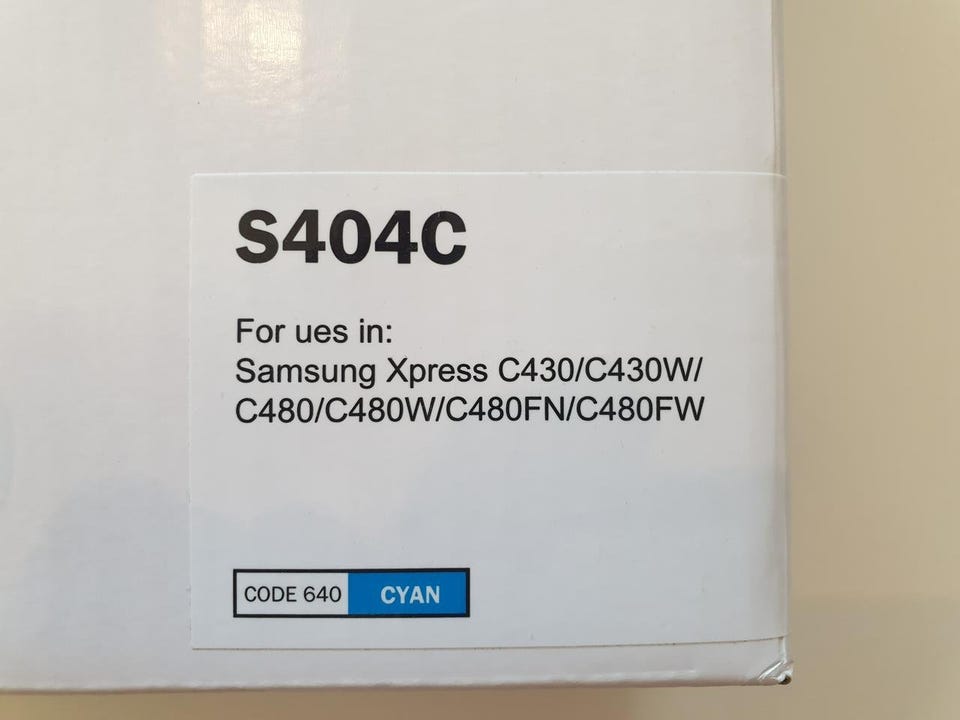 S404C
For ues in:
Samsung Xpress C430/C430W/
C480/C480W/C480FN/C480FW
CODE 640 CYAN